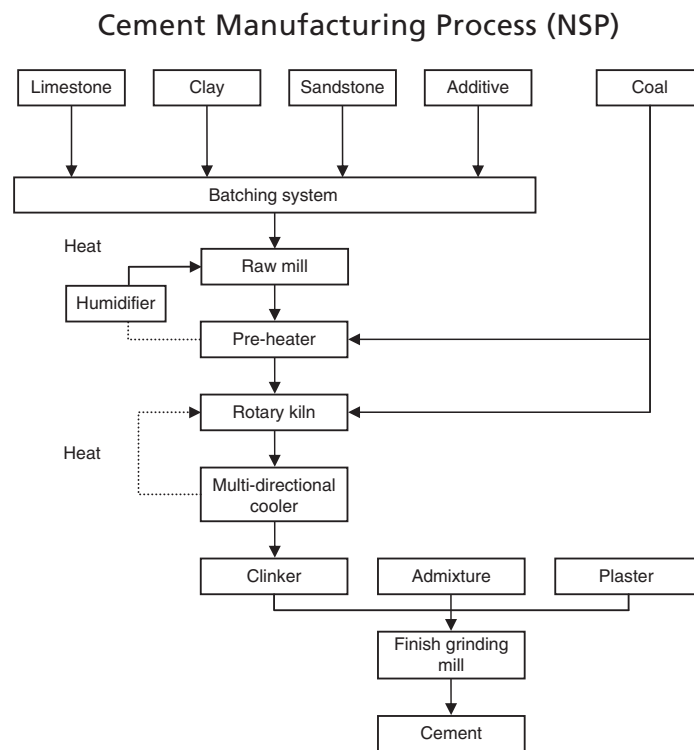 Cement Manufacturing Process (NSP)
Limestone
Clay
Sandstone
Additive
Coal
Batching system
Heat
Raw mill
Humidifier
Pre-heater
Rotary kiln
Heat
Multi-directional
cooler
Clinker
Admixture
Plaster
Finish grinding
mill
Cement